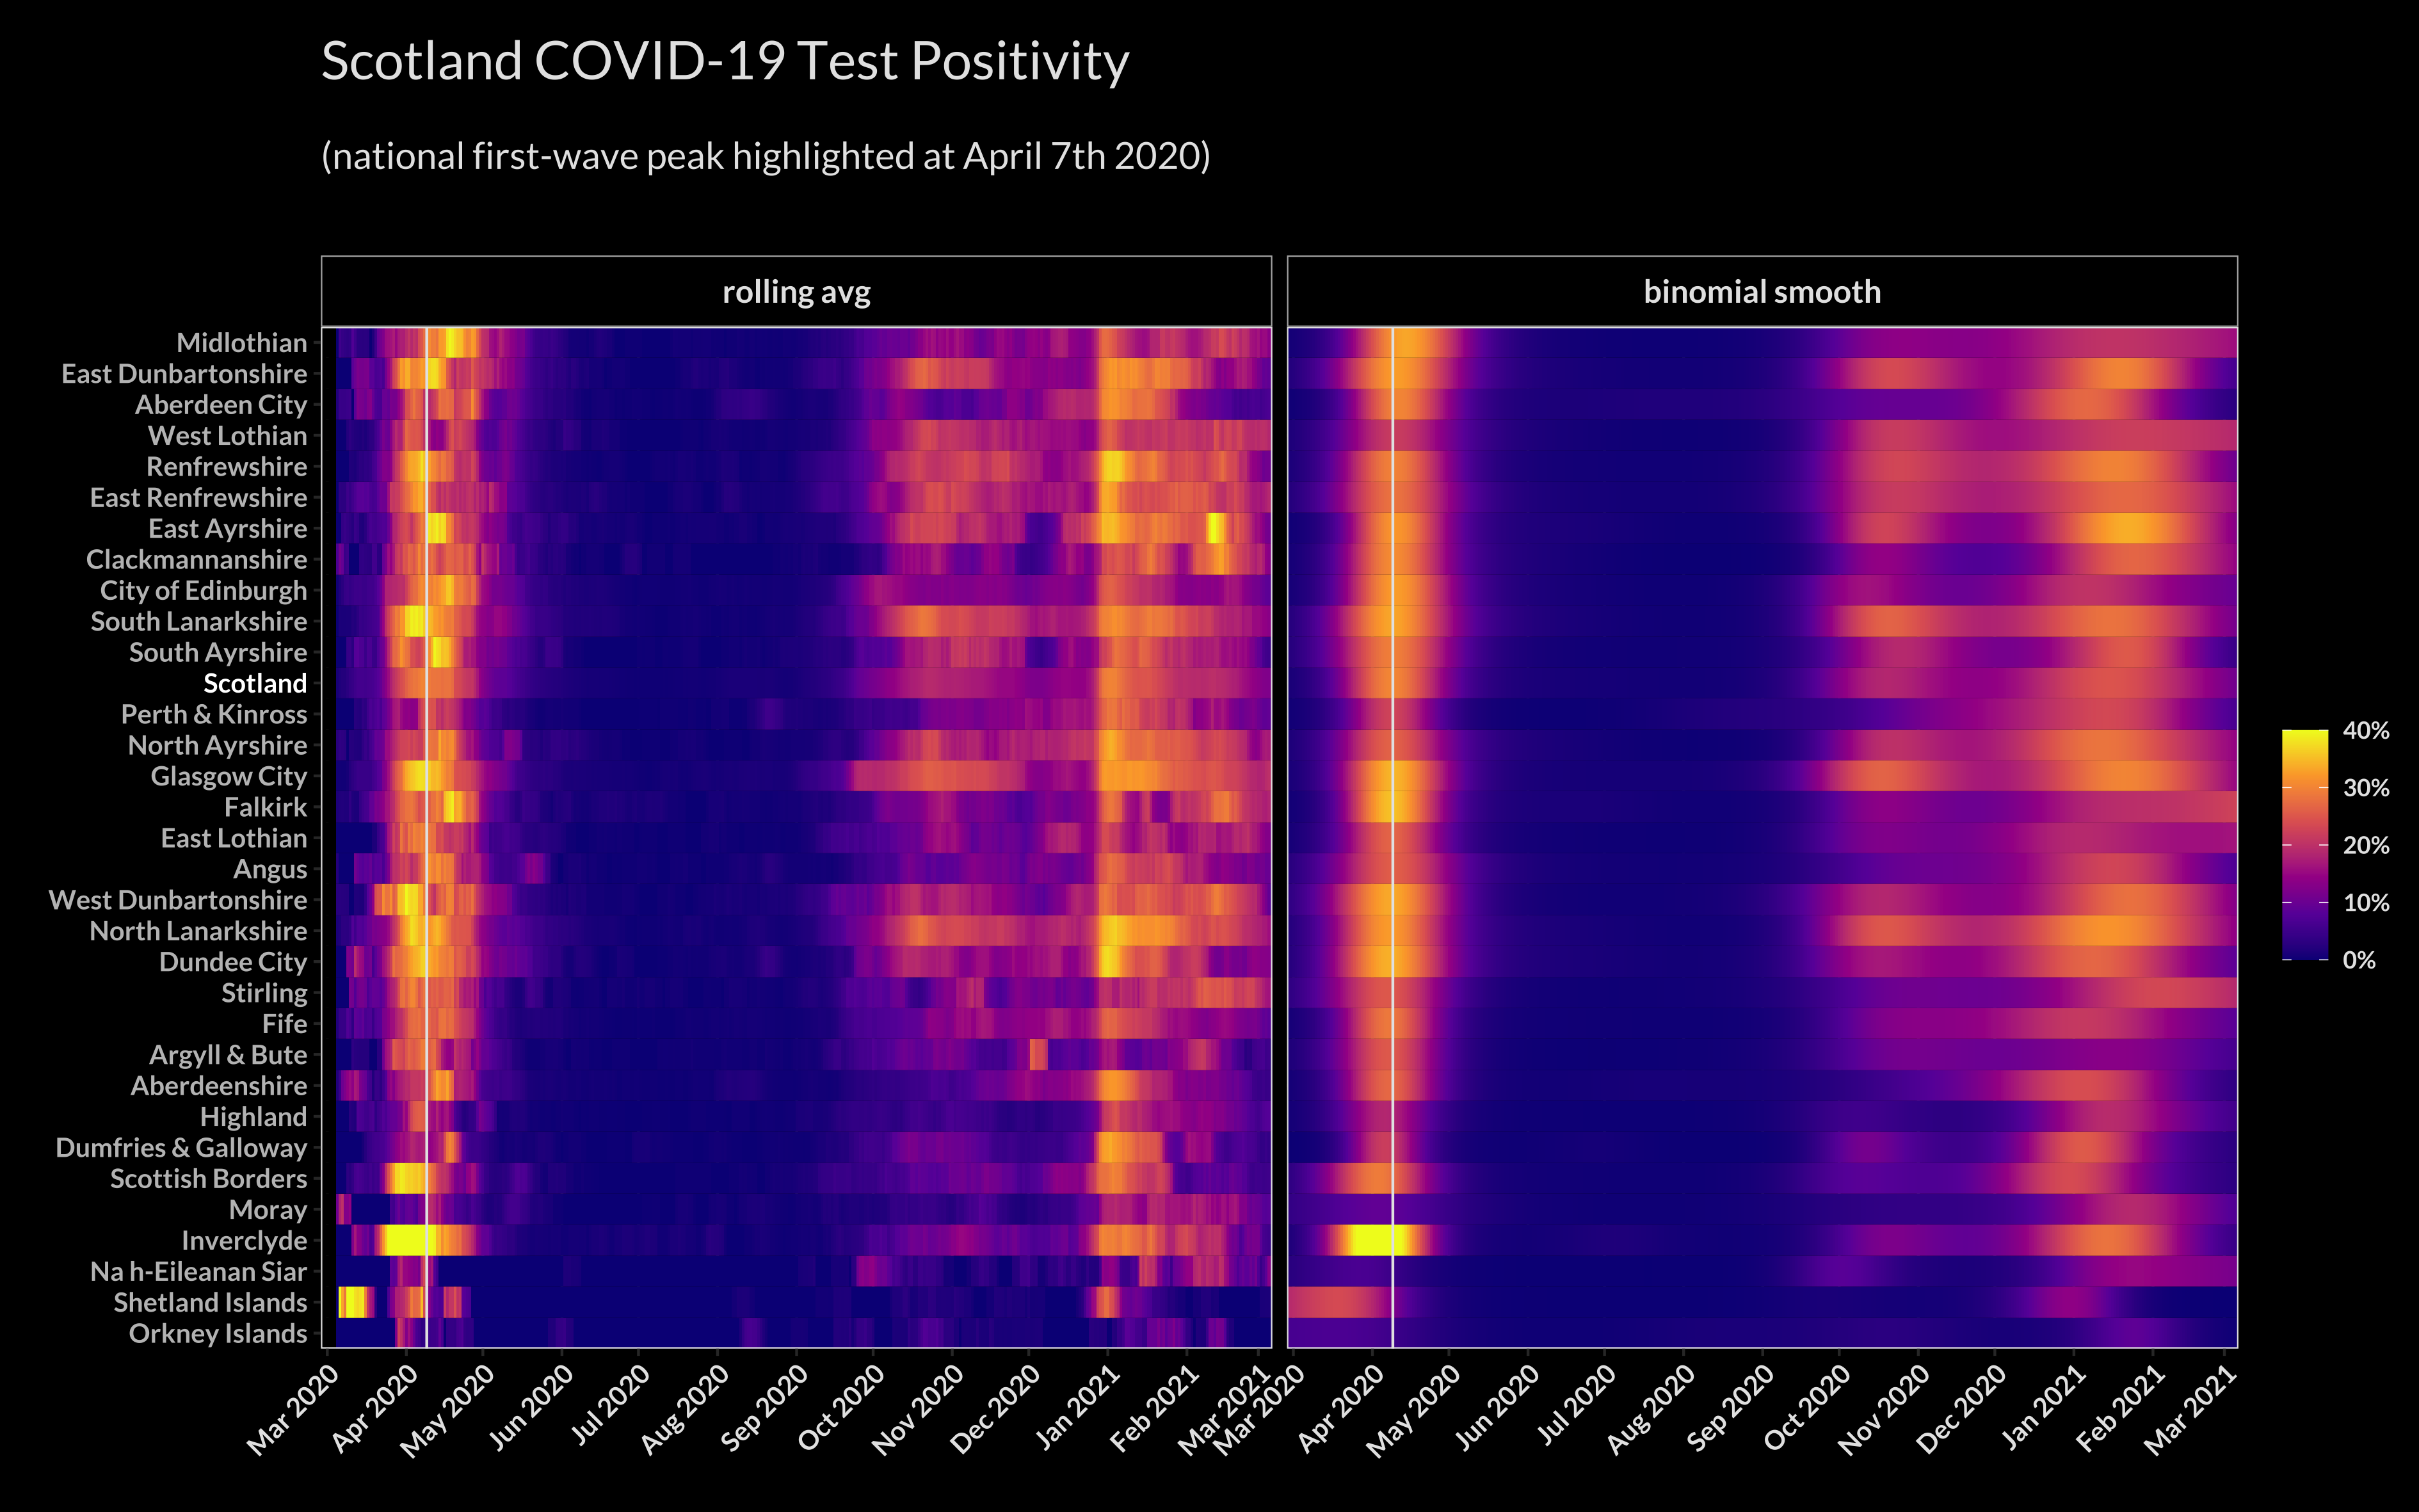 Scotland COVID-19 Test Positivity
(national first-wave peak highlighted at April 7th 2020)
rolling avg
binomial smooth
Midlothian
East Dunbartonshire
Aberdeen City
West Lothian
Renfrewshire
East Renfrewshire
East Ayrshire
Clackmannanshire
City of Edinburgh
South Lanarkshire
South Ayrshire
Scotland
Perth & Kinross
North Ayrshire
Glasgow City
Falkirk
East Lothian
Angus
West Dunbartonshire
North Lanarkshire
Dundee City
Stirling
Fife
Argyll & Bute
Aberdeenshire
Highland
Dumfries & Galloway
Scottish Borders
Moray
Inverclyde
Na h-Eileanan Siar
Shetland Islands
Orkney Islands
Mar 2020
Apr 2020
May 2020
Jun 2020
Jul 2020
Aug 2020
Sep 2020
Oct 2020
Nov 2020
Dec 2020
Jan 2021
Feb 2021
Mar 2021
Mar 2020
Apr 2020
May 2020
Jun 2020
Jul 2020
Aug 2020
Sep 2020
Oct 2020
Nov 2020
Dec 2020
Jan 2021
Feb 2021
Mar 2021
40%
30%
20%
10%
0%